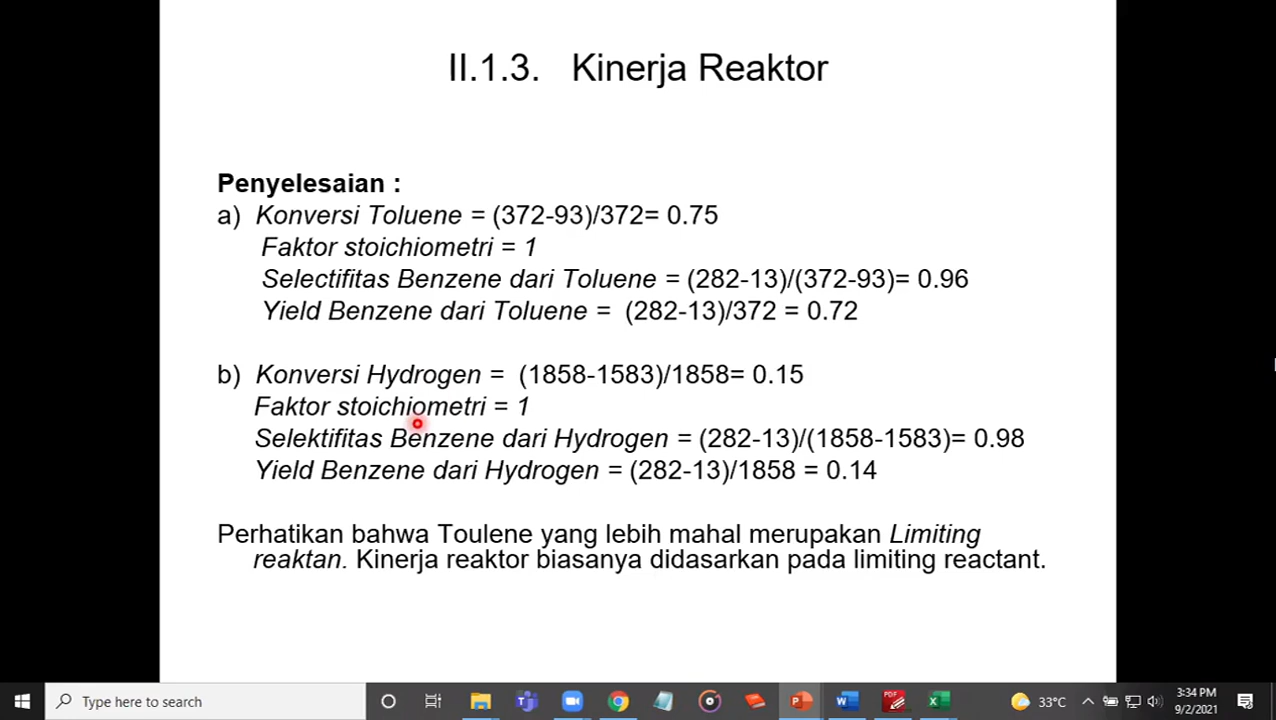 II.1.3. Kinerja Reaktor
Penyelesaian :
a) Konversi Toluene = (372-93)/372= 0.75
Faktor stoichiometri = 1
Selectifitas Benzene dari Toluene = (282-13)/(372-93)= 0.96
Yield Benzene dari Toluene = (282-13)/372 = 0.72
b) Konversi Hydrogen = (1858-1583)/1858= 0.15
Faktor stoichiometri = 1
Selektifitas Benzene dari Hydrogen = (282-13)/(1858-1583)= 0.98
Yield Benzene dari Hydrogen = (282-13)/1858 = 0.14
Perhatikan bahwa Toulene yang lebih mahal merupakan Limiting
reaktan. Kinerja reaktor biasanya didasarkan pada limiting reactant.
Type here to search
33°C
3:34 PM
9/2/2021